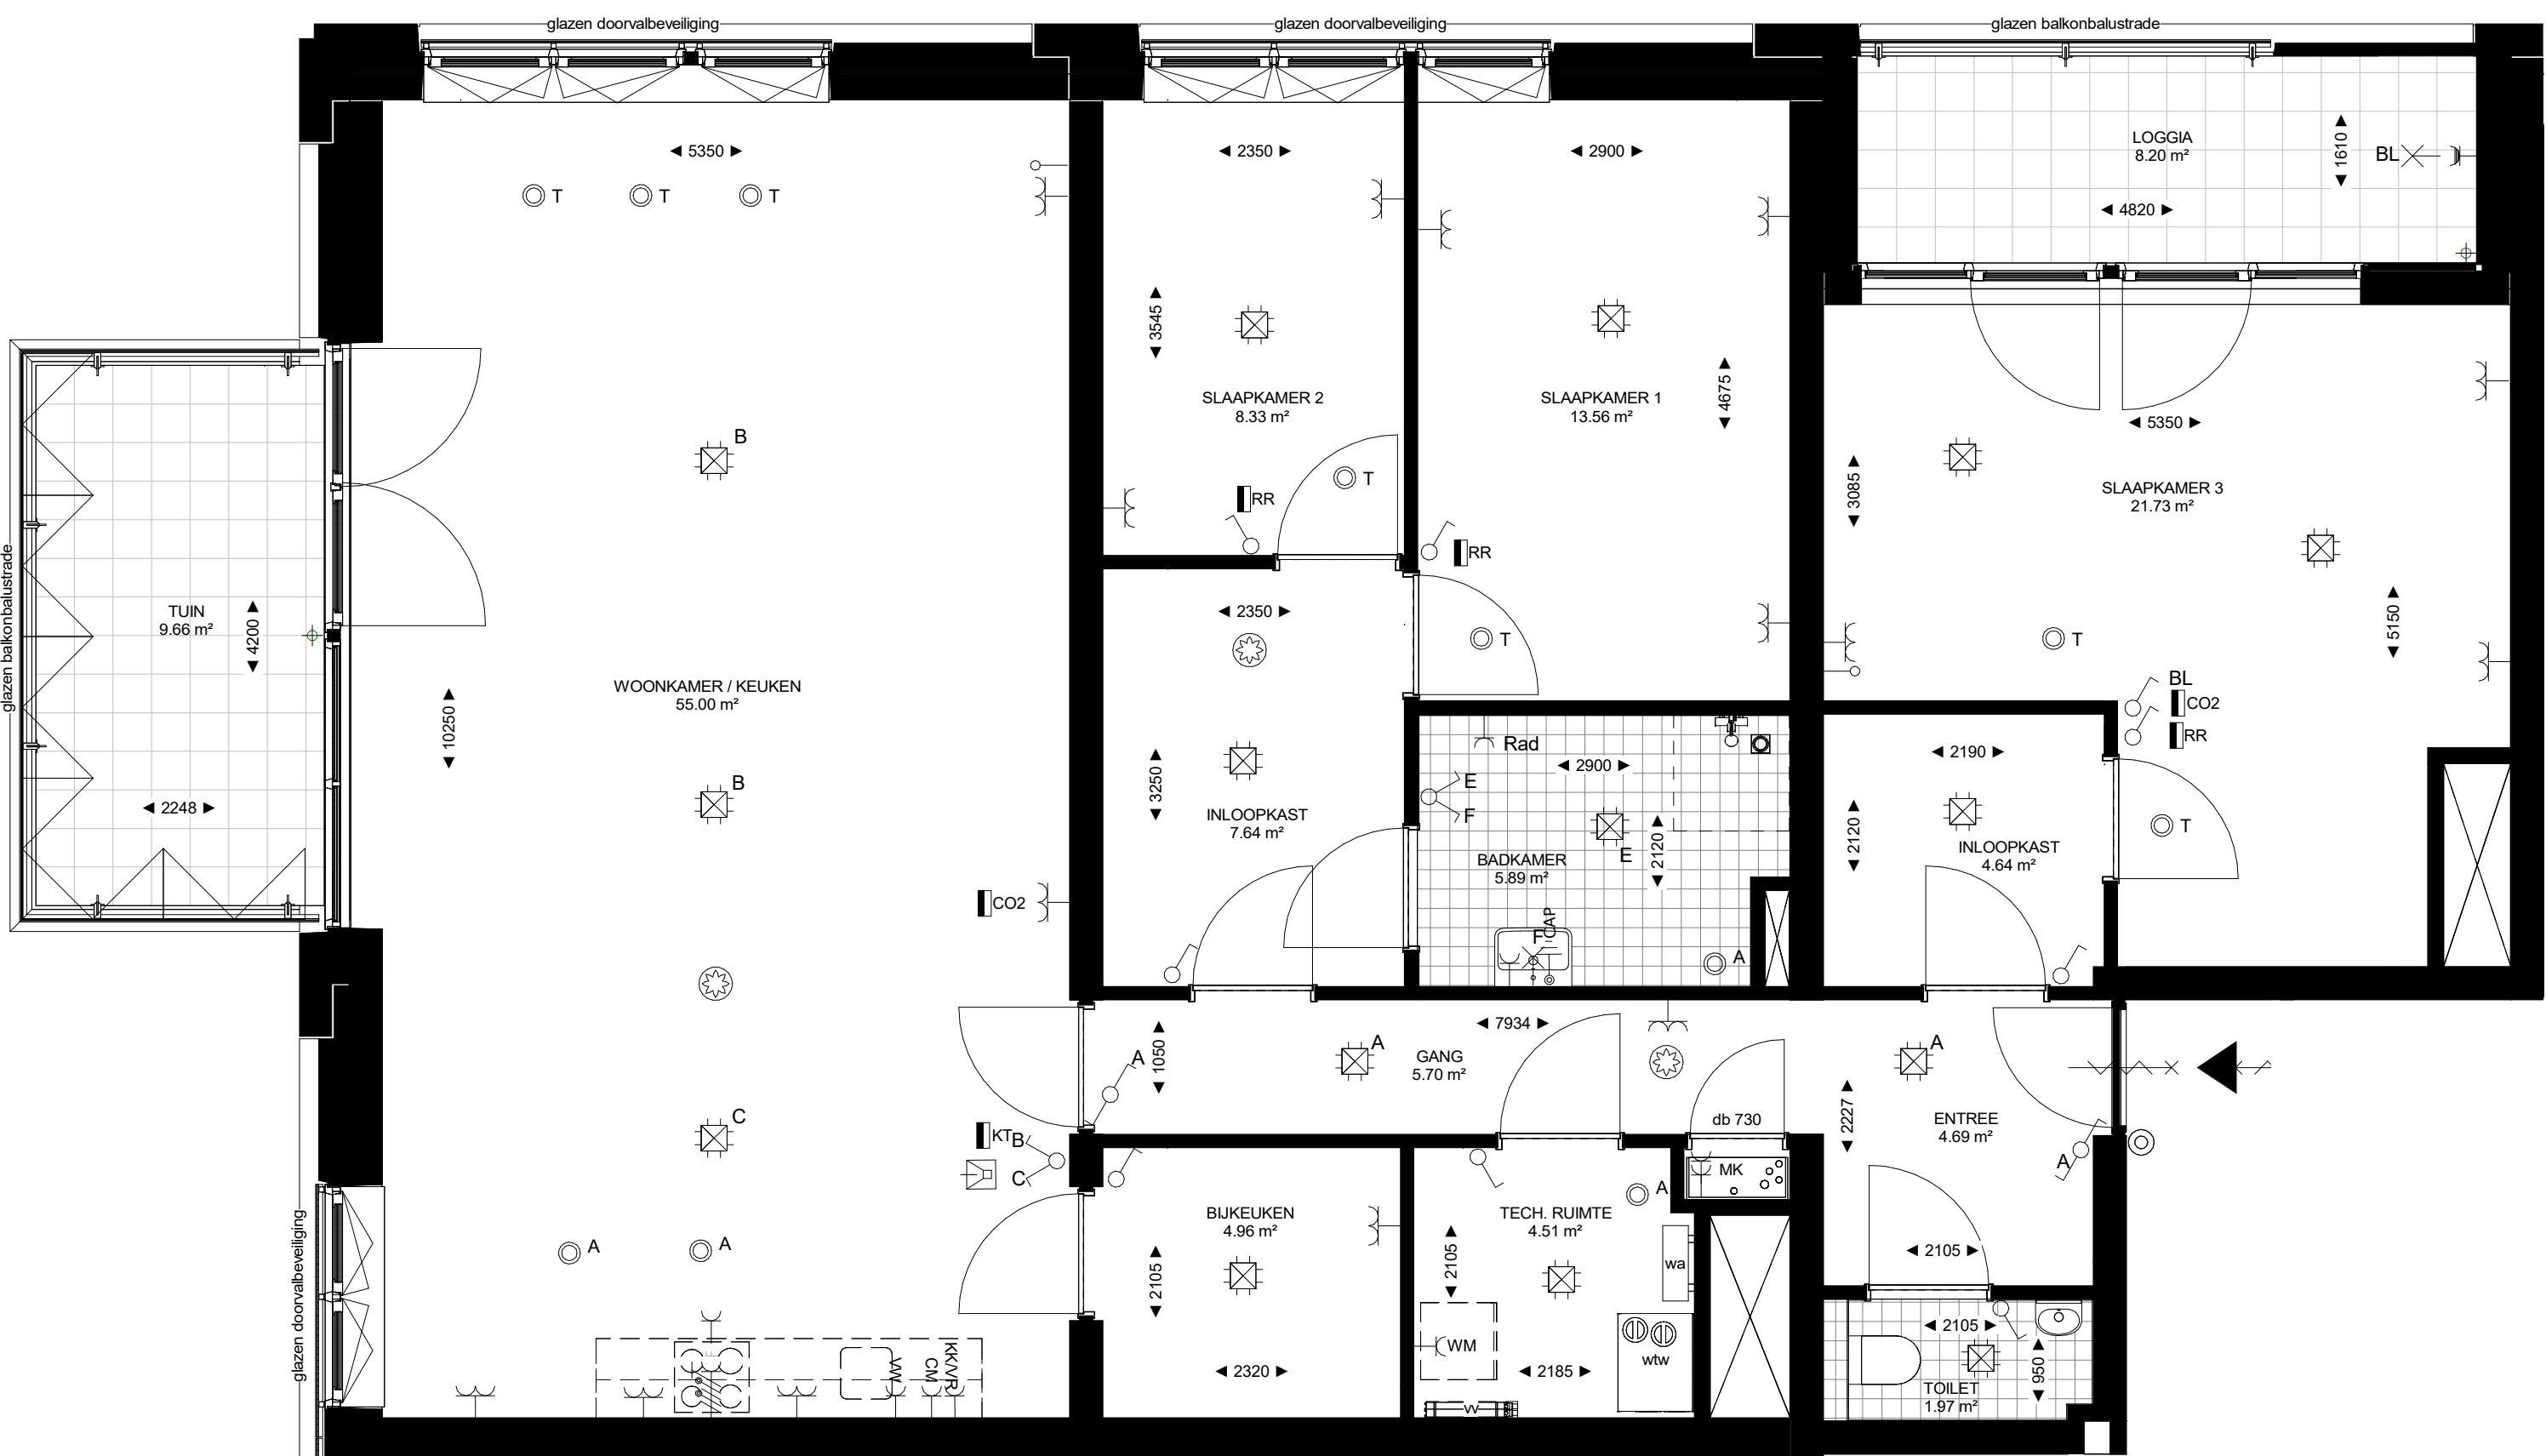 glazen doorvalbeveiliging
glazen doorvalbeveiliging
glazen balkonbalustrade
5350
T
T
T
2350
2900
LOGGIA
8.20 m²
1610
BL
4820
3545
SLAAPKAMER 2
8.33 m²
RR
T
SLAAPKAMER 1
13.56 m²
4675
RR
T
5350
3085
SLAAPKAMER 3
21.73 m²
5150
T
BL
CO2
RR
glazen balkonbalustrade
TUIN
9.66 m²
4200
2248
B
WOONKAMER / KEUKEN
55.00 m²
10250
B
CO2
2350
3250
INLOOPKAST
7.64 m²
Rad
2900
E
F
E
2120
BADKAMER
5.89 m²
CAP
F
A
2190
2120
INLOOPKAST
4.64 m²
T
A
1050
A
7934
GANG
5.70 m²
db 730
A
2227
ENTREE
4.69 m²
A
C
KT
B
C
A
A
BIJKEUKEN
4.96 m²
2105
2320
TECH. RUIMTE
4.51 m²
A
MK
2105
wa
WM
2185
wtw
VV
2105
2105
950
TOILET
1.97 m²
glazen doorvalbeveiliging
F
VW
CM
KK/VR